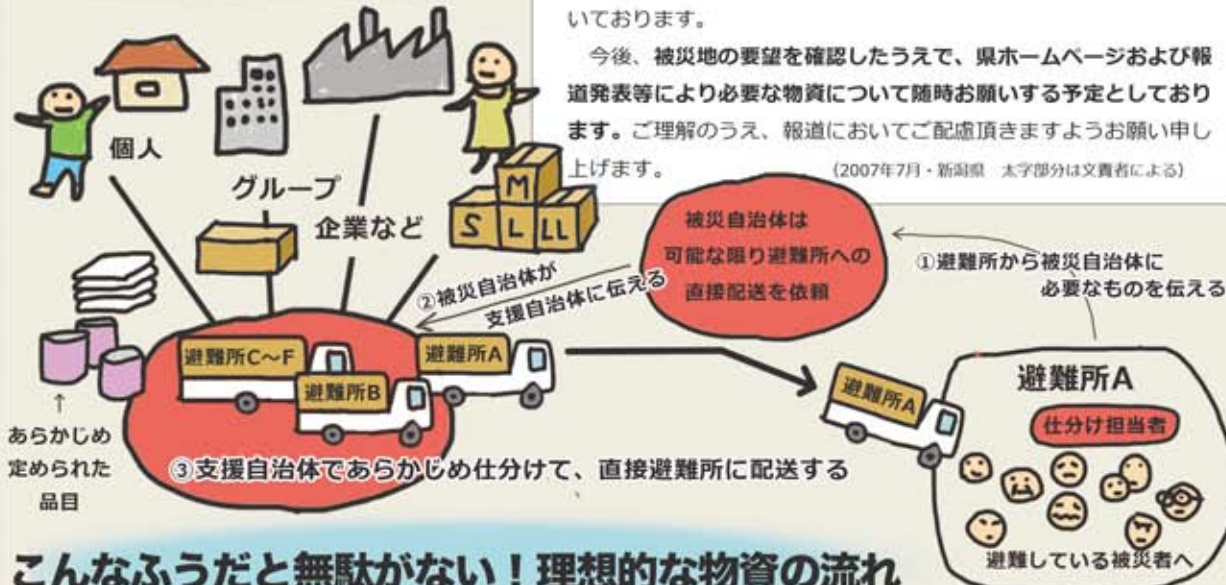 いております。
　今後、被災地の要望を確認したうえで、県ホームページおよび報
道発表等により必要な物資について随時お願いする予定としており
ます。ご理解のうえ、報道においてご配慮頂きますようお願い申し
上げます。
(2007年7月・新潟県　太字部分は文責者による)
個人
グループ
企業など
M
S L LL
被災自治体は
可能な限り避難所への
直接配送を依頼
①避難所から被災自治体に
必要なものを伝える
②被災自治体が
支援自治体に伝える
避難所C～F
避難所B
避難所A
避難所A
避難所A
仕分け担当者
避難している被災者へ
↑
あらかじめ
定められた
品目
③支援自治体であらかじめ仕分けて、直接避難所に配送する
こんなふうだと無駄がない！理想的な物資の流れ